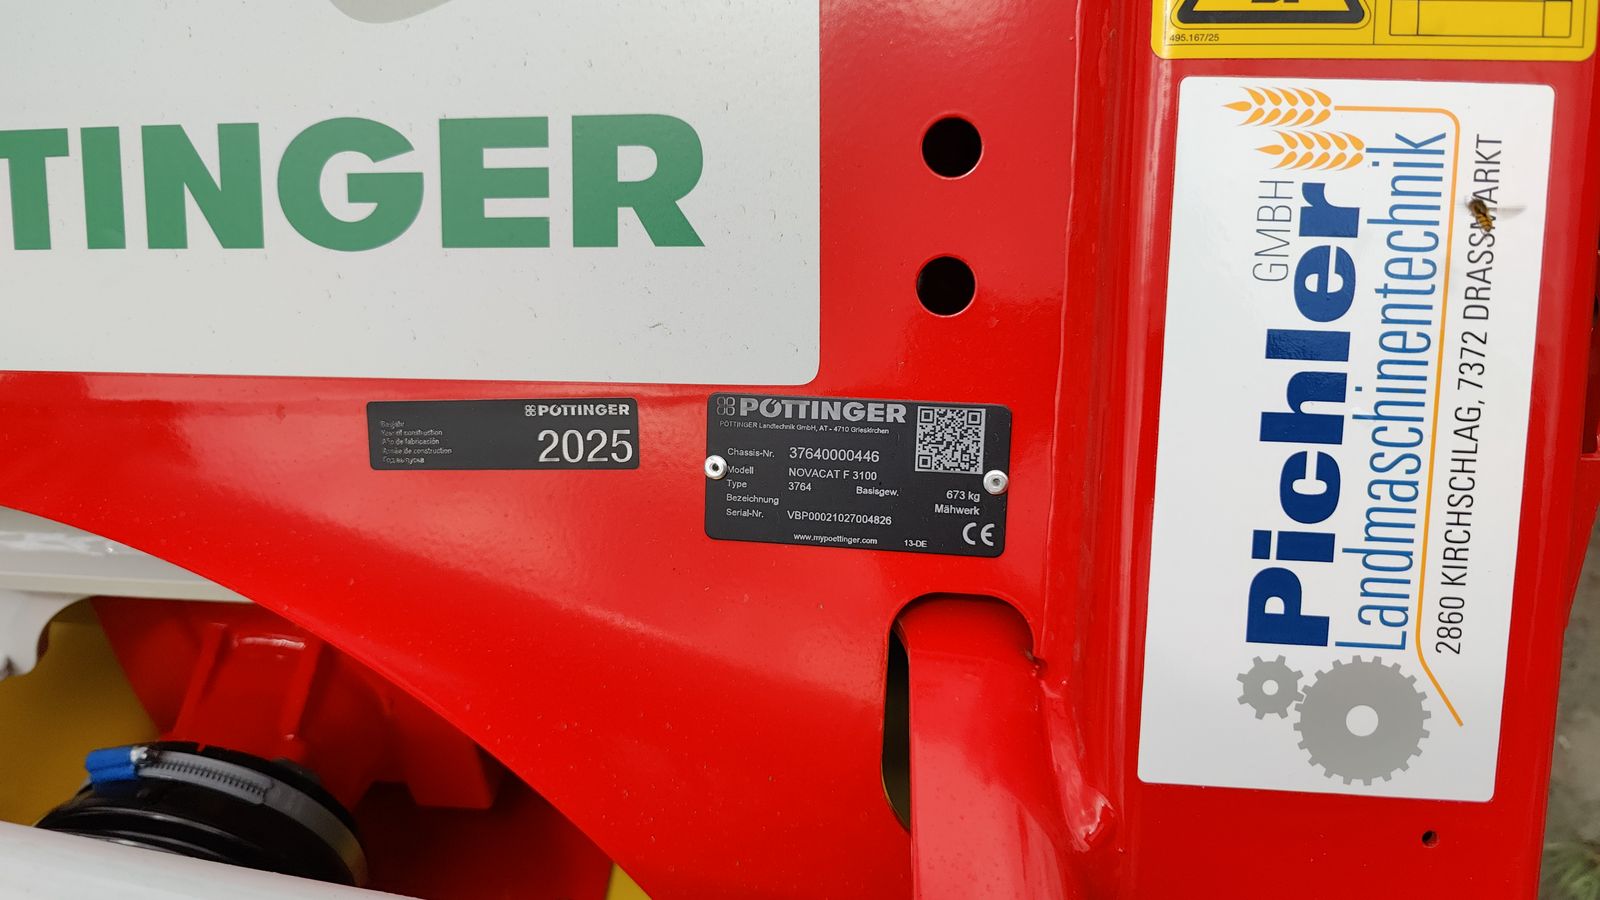 TINGER
495.167/25
PÖTTINGER
Baujahr
Year of construction
Año de fabricación
Année de construction
Год выпуска
2025
PÖTTINGER
PÖTTINGER Landtechnik GmbH, AT - 4710 Grieskirchen
Chassis-Nr. 37640000446
Modell NOVACAT F 3100
Type 3764 Basisgew. 673 kg
Bezeichnung Mähwerk
Serial-Nr. VBP00021027004826
www.mypoettinger.com 13-DE CE
Pichler GMBH
Landmaschinentechnik
2860 KIRCHSCHLAG, 7372 DRASSMARKT